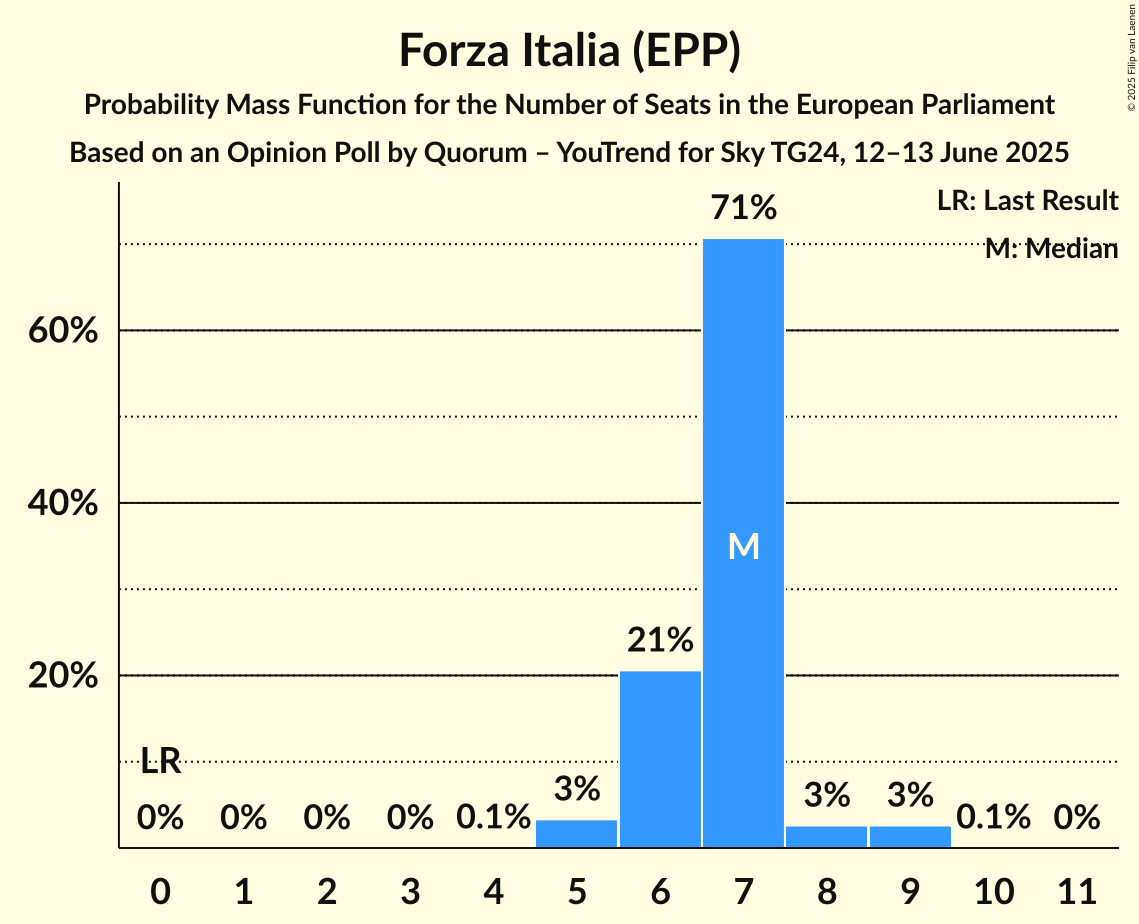 Forza Italia (EPP)
Probability Mass Function for the Number of Seats in the European Parliament
Based on an Opinion Poll by Quorum – YouTrend for Sky TG24, 12–13 June 2025
© 2025 Filip van Laenen
LR: Last Result
M: Median
71%
60%
40%
M
21%
20%
LR
0% 0% 0% 0% 0.1% 3% 3% 3% 0.1% 0%
0 1 2 3 4 5 6 7 8 9 10 11